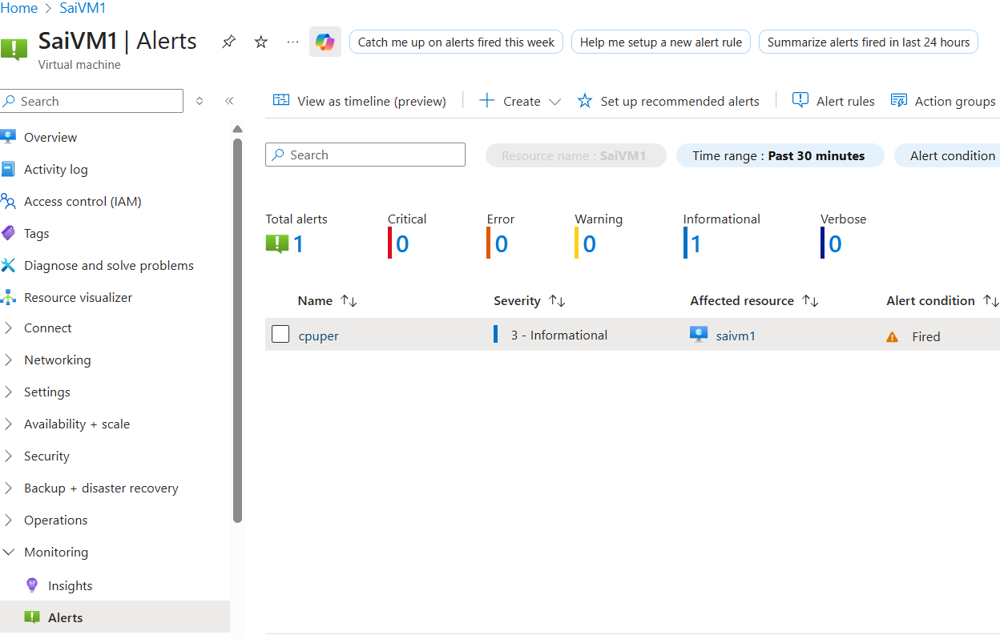 Home > SaiVM1
SaiVM1 | Alerts
Virtual machine
Catch me up on alerts fired this week
Help me setup a new alert rule
Summarize alerts fired in last 24 hours
Search
Overview
Activity log
Access control (IAM)
Tags
Diagnose and solve problems
Resource visualizer
Connect
Networking
Settings
Availability + scale
Security
Backup + disaster recovery
Operations
Monitoring
Insights
Alerts
View as timeline (preview)
Create
Set up recommended alerts
Alert rules
Action groups
Search
Resource name : SaiVM1
Time range : Past 30 minutes
Alert condition
Total alerts Critical Error Warning Informational Verbose
1 0 0 0 1 0
Name Severity Affected resource Alert condition
cpuper 3 - Informational saivm1 Fired